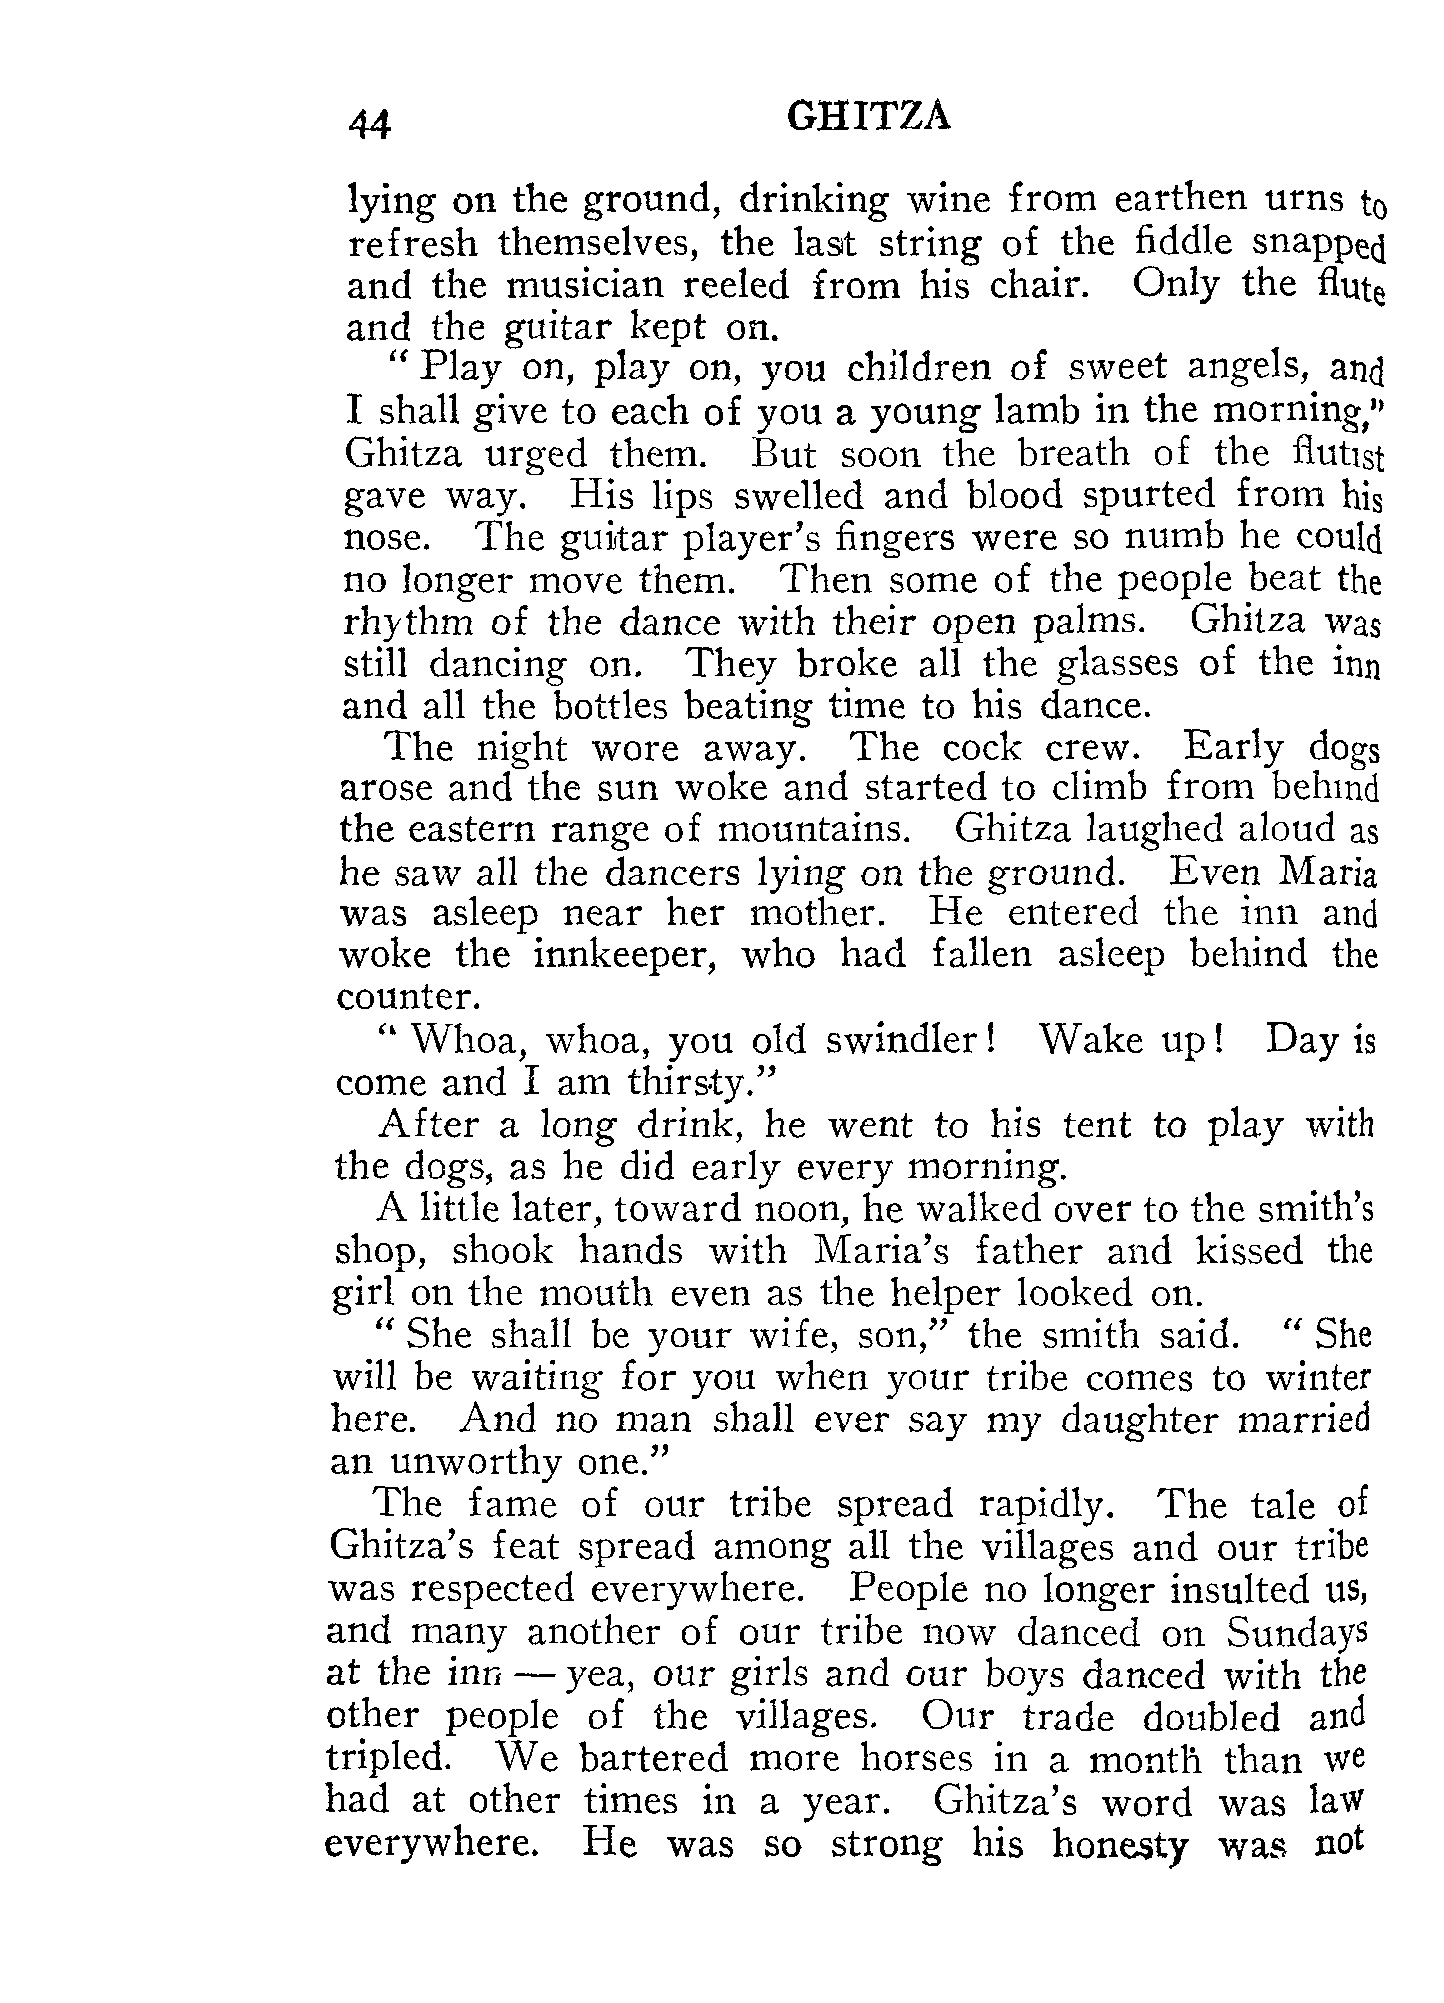 44 GHITZA
lying on the ground, drinking wine from earthen urns to
refresh themselves, the last string of the fiddle snapped
and the musician reeled from his chair. Only the flute
and the guitar kept on.
" Play on, play on, you children of sweet angels, and
I shall give to each of you a young lamb in the morning,"
Ghitza urged them. But soon the breath of the flutist
gave way. His lips swelled and blood spurted from his
nose. The guitar player's fingers were so numb he could
no longer move them. Then some of the people beat the
rhythm of the dance with their open palms. Ghitza was
still dancing on. They broke all the glasses of the inn
and all the bottles beating time to his dance.
The night wore away. The cock crew. Early dogs
arose and the sun woke and started to climb from behind
the eastern range of mountains. Ghitza laughed aloud as
he saw all the dancers lying on the ground. Even Maria
was asleep near her mother. He entered the inn and
woke the innkeeper, who had fallen asleep behind the
counter.
" Whoa, whoa, you old swindler! Wake up! Day is
come and I am thirsty."
After a long drink, he went to his tent to play with
the dogs, as he did early every morning.
A little later, toward noon, he walked over to the smith's
shop, shook hands with Maria's father and kissed the
girl on the mouth even as the helper looked on.
" She shall be your wife, son," the smith said. " She
will be waiting for you when your tribe comes to winter
here. And no man shall ever say my daughter married
an unworthy one."
The fame of our tribe spread rapidly. The tale of
Ghitza's feat spread among all the villages and our tribe
was respected everywhere. People no longer insulted us,
and many another of our tribe now danced on Sundays
at the inn — yea, our girls and our boys danced with the
other people of the villages. Our trade doubled and
tripled. We bartered more horses in a month than we
had at other times in a year. Ghitza's word was law
everywhere. He was so strong his honesty was not